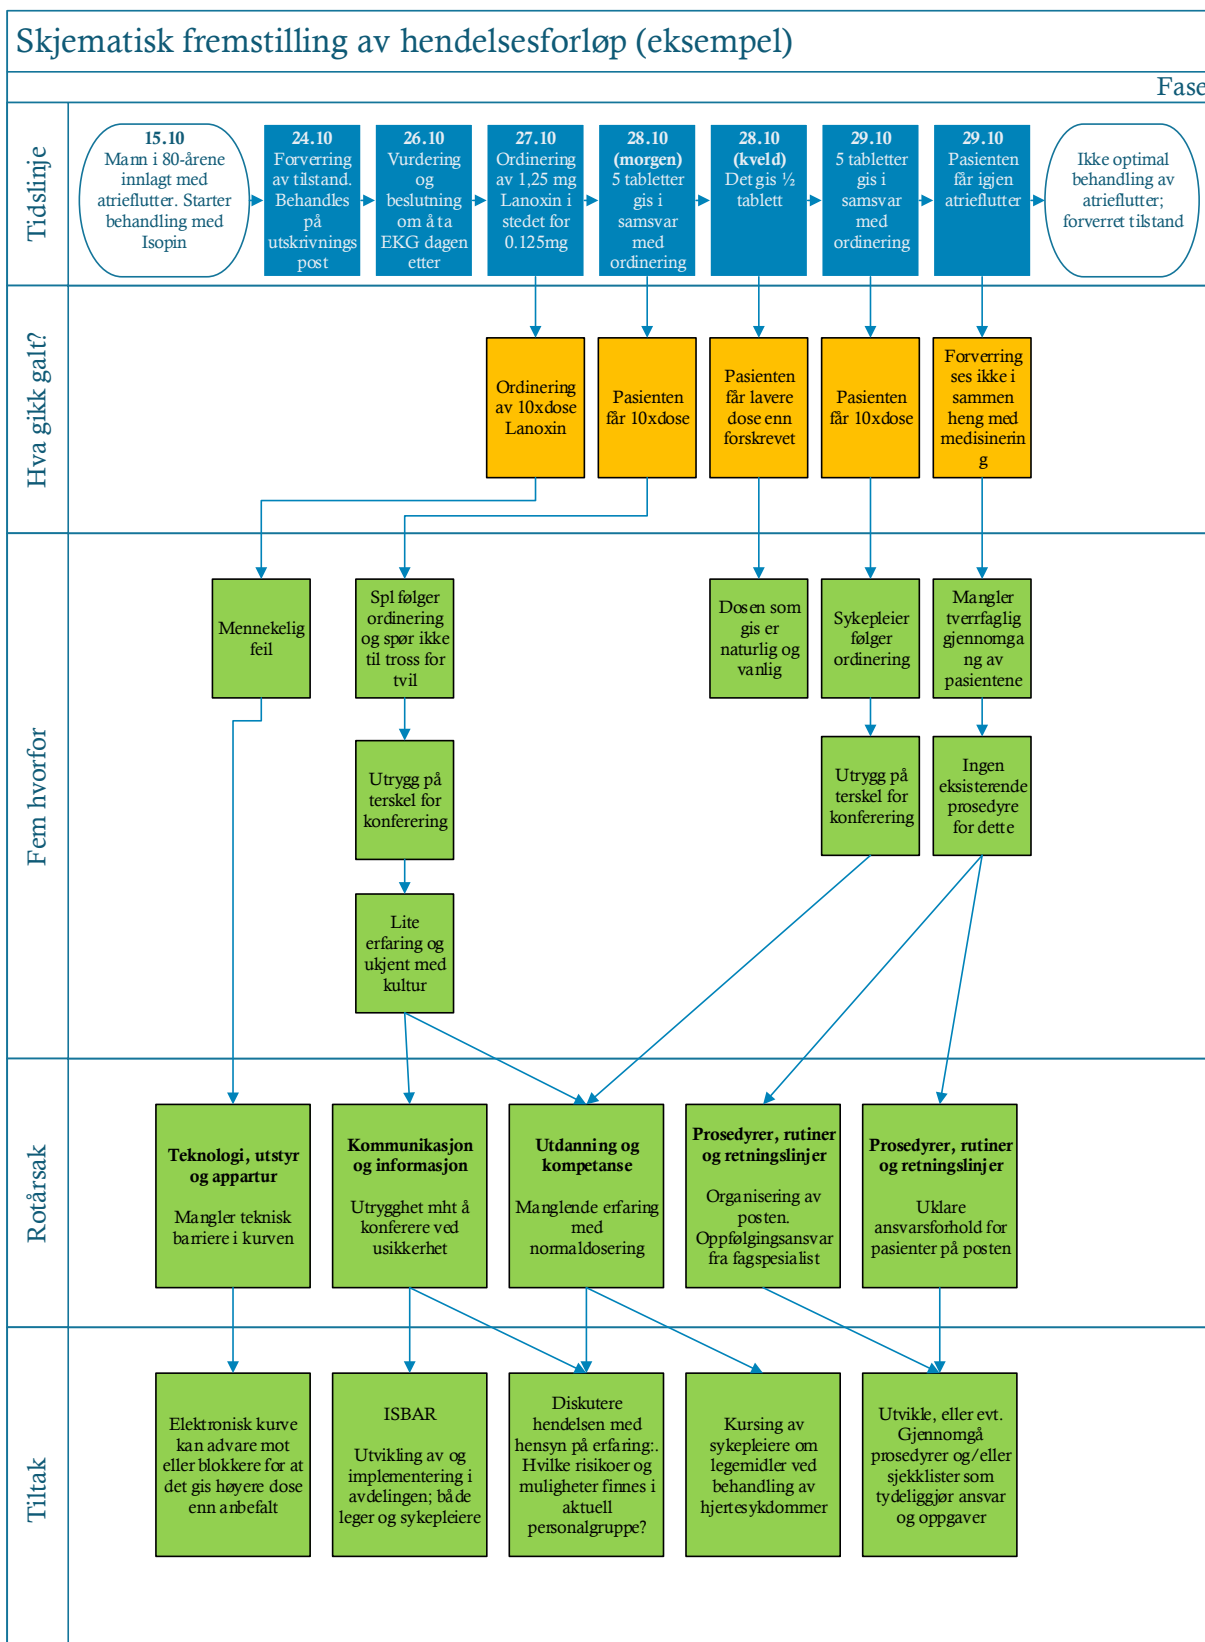 Skjematisk fremstilling av hendelsesforløp (eksempel)
Fase
Tidslinje
15.10
Mann i 80-årene
innlagt med
atrieflutter. Starter
behandling med
Isopin
24.10
Forverring
av tilstand.
Behandles
på
utskrivnings
post
26.10
Vurdering
og
beslutning
om å ta
EKG dagen
etter
27.10
Ordinering
av 1,25 mg
Lanoxin i
stedet for
0.125mg
28.10
(morgen)
5 tabletter
gis i
samsvar
med
ordinering
28.10
(kveld)
Det gis ½
tablett
29.10
5 tabletter
gis i
samsvar
med
ordinering
29.10
Pasienten
får igjen
atrieflutter
Ikke optimal
behandling av
atrieflutter;
forverret tilstand
Hva gikk galt?
Ordinering
av 10xdose
Lanoxin
Pasienten
får 10xdose
Pasienten
får lavere
dose enn
forskrevet
Pasienten
får 10xdose
Forverring
ses ikke i
sammen
heng med
medisinerin
g
Fem hvorfor
Mennekelig
feil
Spl følger
ordinering
og spør ikke
til tross for
tvil
Dosen som
gis er
naturlig og
vanlig
Sykepleier
følger
ordinering
Mangler
tverrfaglig
gjennomga
ng av
pasientene
Utrygg på
terskel for
konferering
Utrygg på
terskel for
konferering
Ingen
eksisterende
prosedyre
for dette
Lite
erfaring og
ukjent med
kultur
Rotårsak
Teknologi, utstyr
og appartur
Mangler teknisk
barriere i kurven
Kommunikasjon
og informasjon
Utrygghet mht å
konferere ved
usikkerhet
Utdanning og
kompetanse
Manglende erfaring
med
normaldosering
Prosedyrer, rutiner
og retningslinjer
Organisering av
posten.
Oppfølgingsansvar
fra fagspesialist
Prosedyrer, rutiner
og retningslinjer
Uklare
ansvarsforhold for
pasienter på posten
Tiltak
Elektronisk kurve
kan advare mot
eller blokkere for at
det gis høyere dose
enn anbefalt
ISBAR
Utvikling av og
implementering i
avdelingen; både
leger og sykepleiere
Diskutere
hendelsen med
hensyn på erfaring:.
Hvilke risikoer og
muligheter finnes i
aktuell
personalgruppe?
Kursing av
sykepleiere om
legemidler ved
behandling av
hjertesykdommer
Utvikle, eller evt.
Gjennomgå
prosedyrer og/eller
sjekklister som
tydeliggjør ansvar
og oppgaver